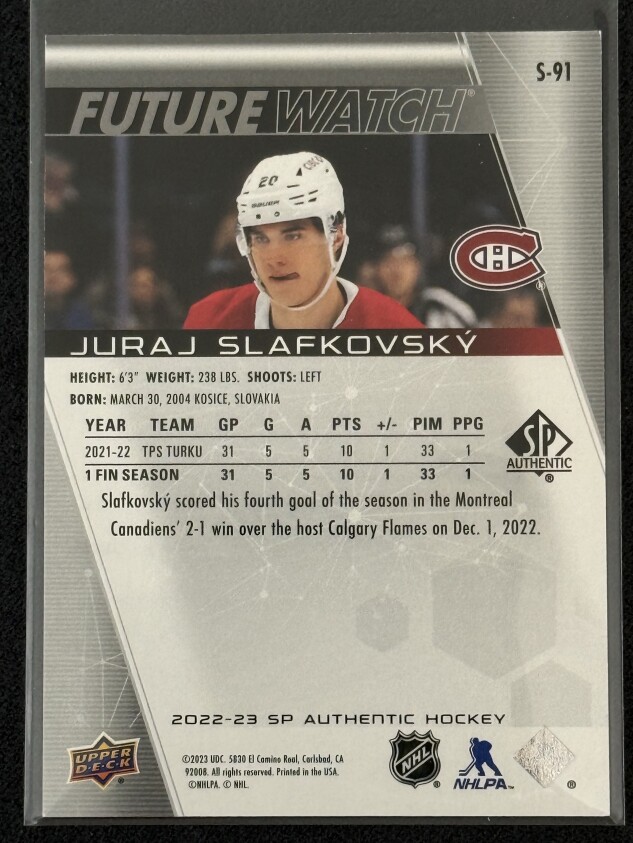 S-91
FUTURE WATCH®
20
CCM
BAUER
JURAJ SLAFKOVSKÝ
HEIGHT: 6'3" WEIGHT: 238 LBS. SHOOTS: LEFT
BORN: MARCH 30, 2004 KOSICE, SLOVAKIA
YEAR TEAM GP G A PTS +/- PIM PPG
2021-22 TPS TURKU 31 5 5 10 1 33 1
1 FIN SEASON 31 5 5 10 1 33 1
SP
AUTHENTIC
®
Slafkovský scored his fourth goal of the season in the Montreal
Canadiens' 2-1 win over the host Calgary Flames on Dec. 1, 2022.
2022-23 SP AUTHENTIC HOCKEY
UPPER
D·E·C·K
®
©2023 UDC. 5830 El Camino Real, Carlsbad, CA
92008. All rights reserved. Printed in the USA.
©NHLPA. © NHL.
NHL
®
NHLPA™
®